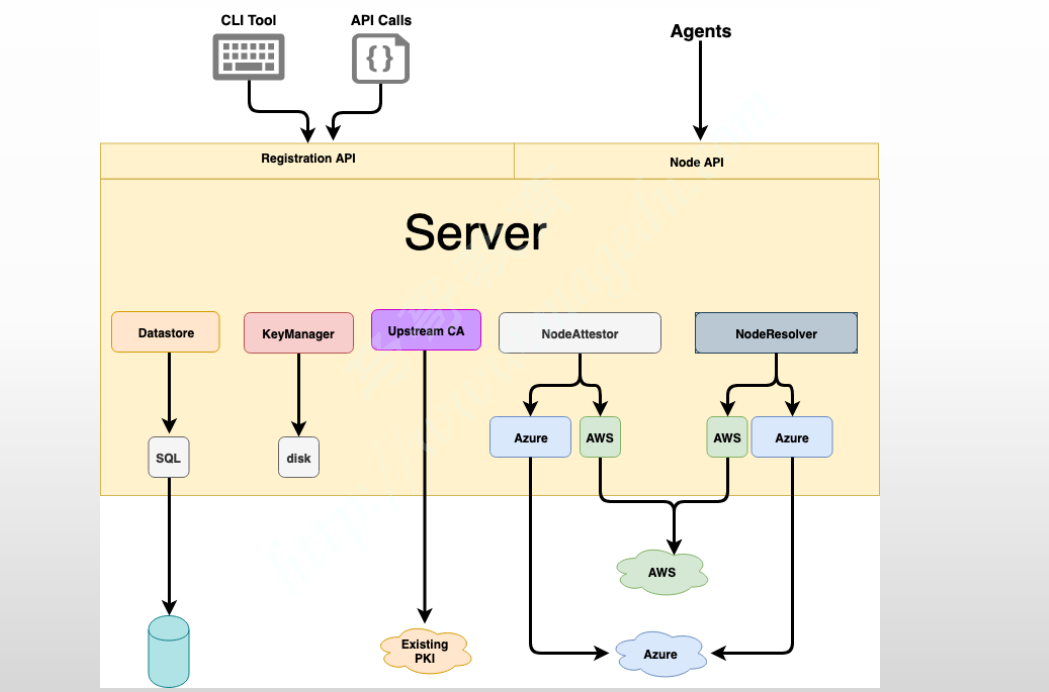 CLI Tool
API Calls
Agents
{}
Registration API
Node API
Server
Datastore
KeyManager
Upstream CA
NodeAttestor
NodeResolver
Azure
AWS
AWS
Azure
SQL
disk
AWS
Existing
PKI
Azure